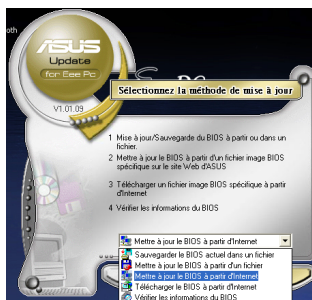 oth
ASUS
Update
for Eee Pc
V1.01.09
Sélectionnez la méthode de mise à jour
1 Mise à jour/Sauvegarde du BIOS à partir ou dans un
fichier.
2 Mettre à jour le BIOS à partir d'un fichier image BIOS
spécifique sur le site Web d'ASUS
3 Télécharger un fichier image BIOS spécifique à partir
d'Internet
4 Vérifier les informations du BIOS
Mettre à jour le BIOS à partir d'Internet
Sauvegarder le BIOS actuel dans un fichier
Mettre à jour le BIOS à partir d'un fichier
Mettre à jour le BIOS à partir d'Internet
Télécharger le BIOS à partir d'Internet
Vérifier les informations du BIOS